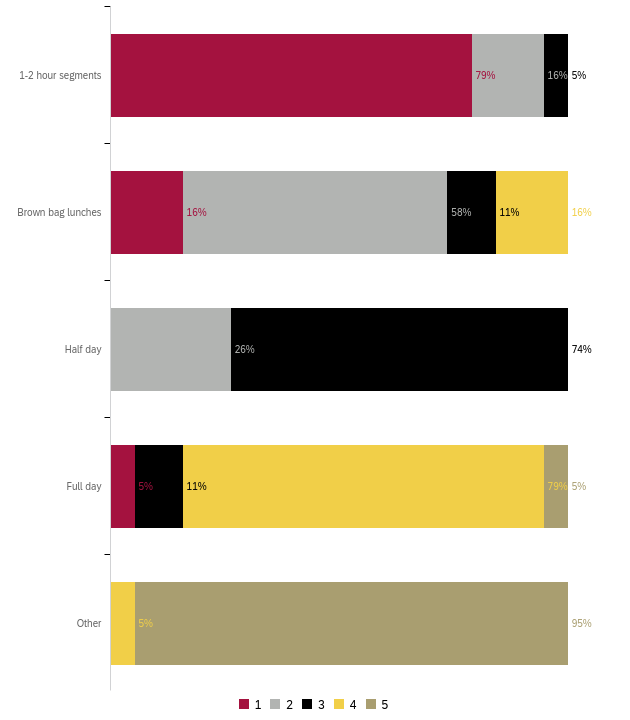 1-2 hour segments 79% 16% 5%
Brown bag lunches 16% 58% 11% 16%
Half day 26% 74%
Full day 5% 11% 79% 5%
Other 5% 95%
1 2 3 4 5